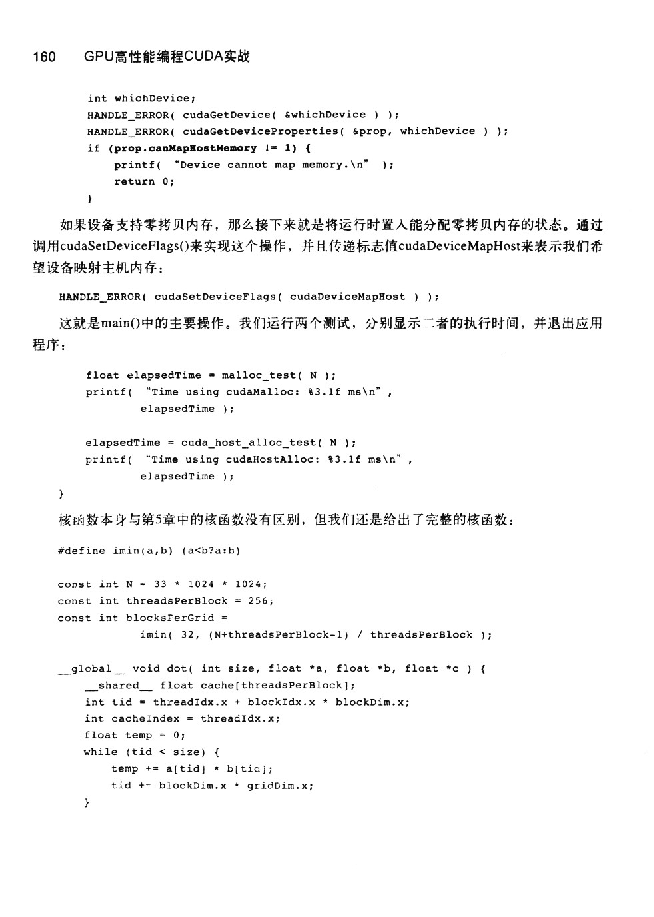 160 GPU高性能编程CUDA实战
int whichDevice;
HANDLE_ERROR( cudaGetDevice( &whichDevice ) );
HANDLE_ERROR( cudaGetDeviceProperties( &prop, whichDevice ) );
if (prop.canMapHostMemory != 1) {
printf( "Device cannot map memory.\n" );
return 0;
}
如果设备支持零拷贝内存，那么接下来就是将运行时置入能分配零拷贝内存的状态。通过
调用cudaSetDeviceFlags()来实现这个操作，并且传递标志值cudaDeviceMapHost来表示我们希
望设备映射主机内存：
HANDLE_ERROR( cudaSetDeviceFlags( cudaDeviceMapHost ) );
这就是main()中的主要操作。我们运行两个测试，分别显示二者的执行时间，并退出应用
程序：
float elapsedTime = malloc_test( N );
printf( "Time using cudaMalloc: %3.1f ms\n" ,
elapsedTime );
elapsedTime = cuda_host_alloc_test( N );
printf( "Time using cudaHostAlloc: %3.1f ms\n" ,
elapsedTime );
}
核函数本身与第5章中的核函数没有区别，但我们还是给出了完整的核函数：
#define imin(a,b) (a<b?a:b)
const int N = 33 * 1024 * 1024;
const int threadsPerBlock = 256;
const int blocksPerGrid =
imin( 32, (N+threadsPerBlock-1) / threadsPerBlock );
__global__ void dot( int size, float *a, float *b, float *c ) {
__shared__ float cache[threadsPerBlock];
int tid = threadIdx.x + blockIdx.x * blockDim.x;
int cacheIndex = threadIdx.x;
float temp = 0;
while (tid < size) {
temp += a[tid] * b[tid];
tid += blockDim.x * gridDim.x;
}